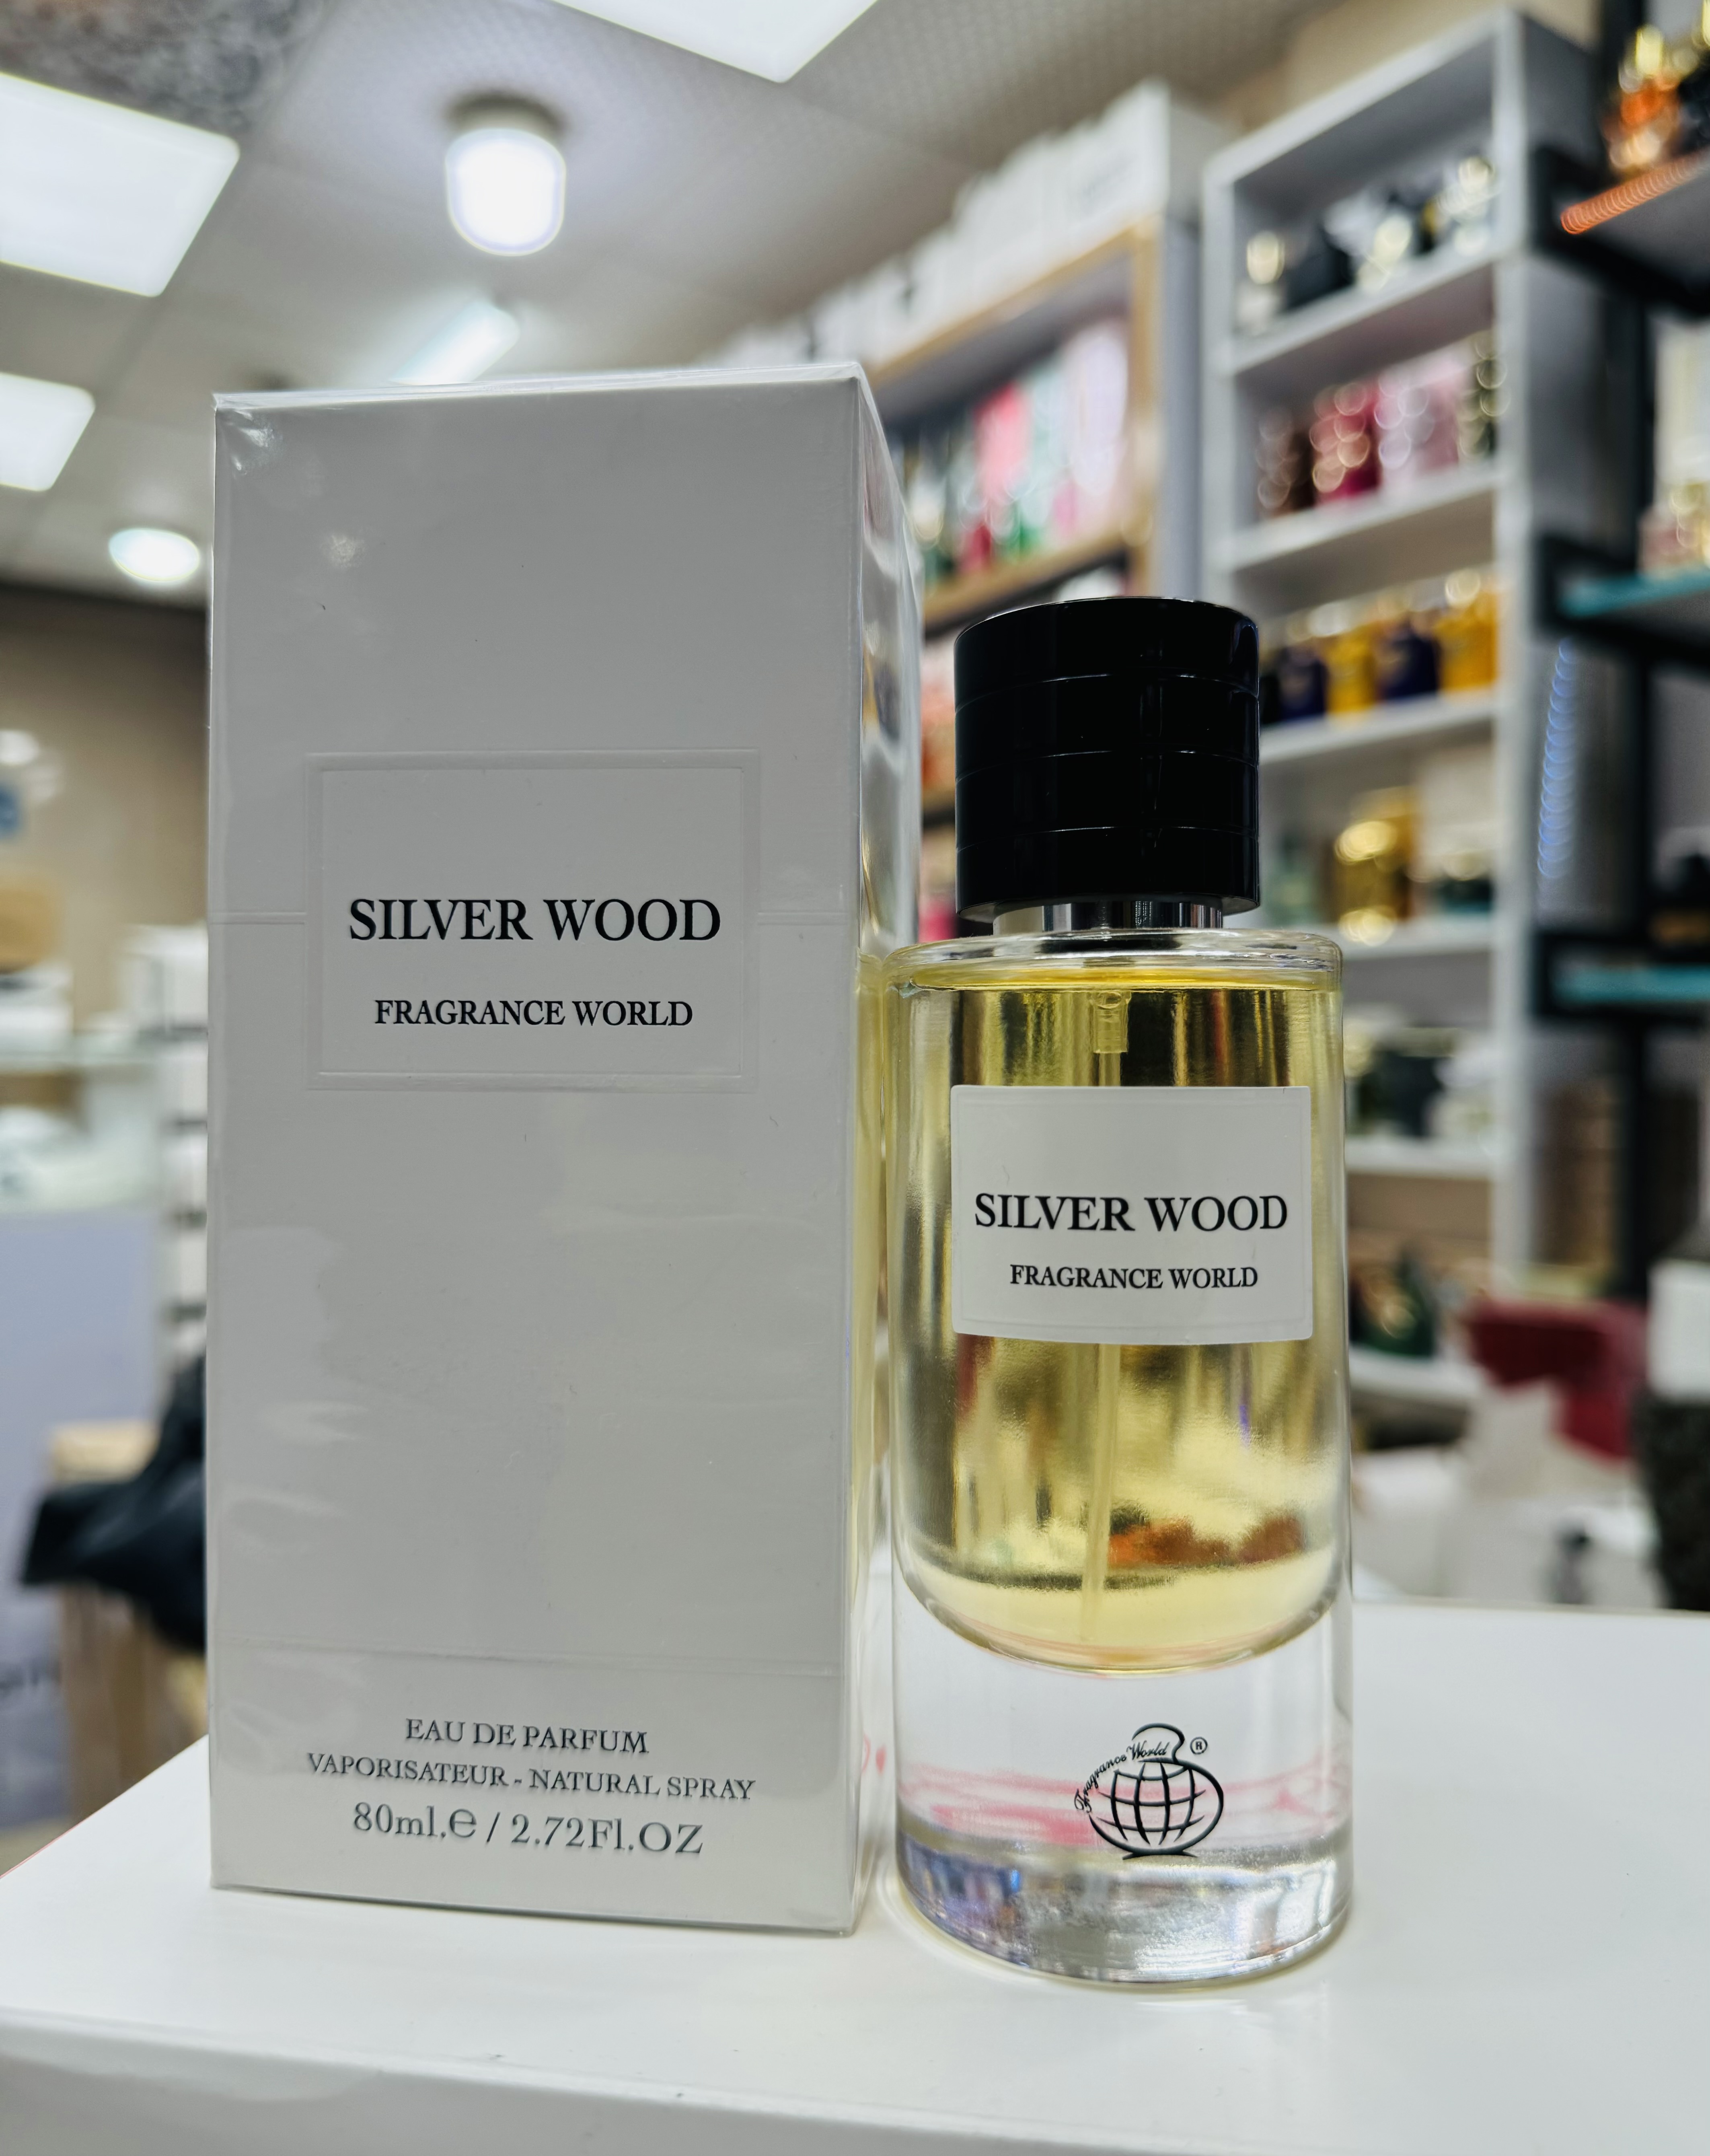 SILVER WOOD
FRAGRANCE WORLD
EAU DE PARFUM
VAPORISATEUR - NATURAL SPRAY
80ml.e / 2.72Fl.OZ
SILVER WOOD
FRAGRANCE WORLD
Fragrance World ®